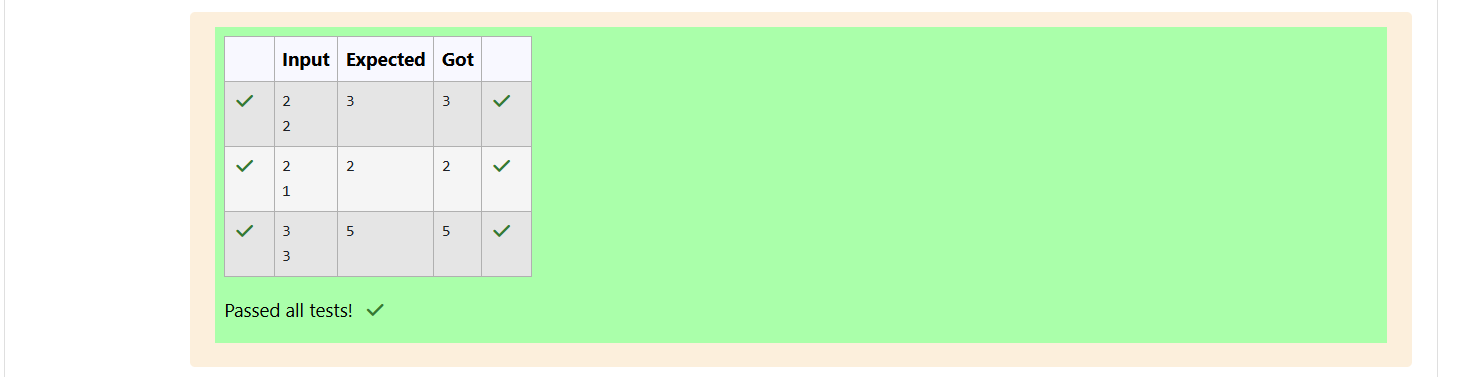 Input Expected Got
2 3 3
2
2 2 2
1
3 5 5
3
Passed all tests!